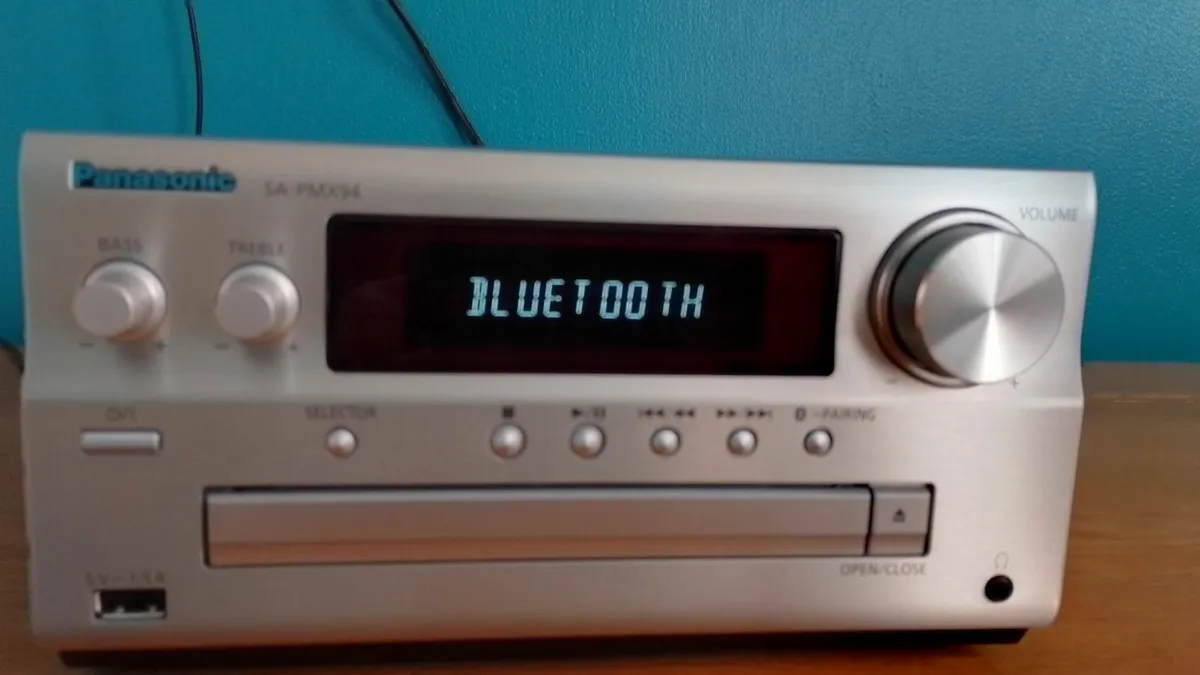 Panasonic
SA-PMX94
VOLUME
BASS
TREBLE
BLUETOOTH
SELECTOR
-PAIRING
OPEN/CLOSE